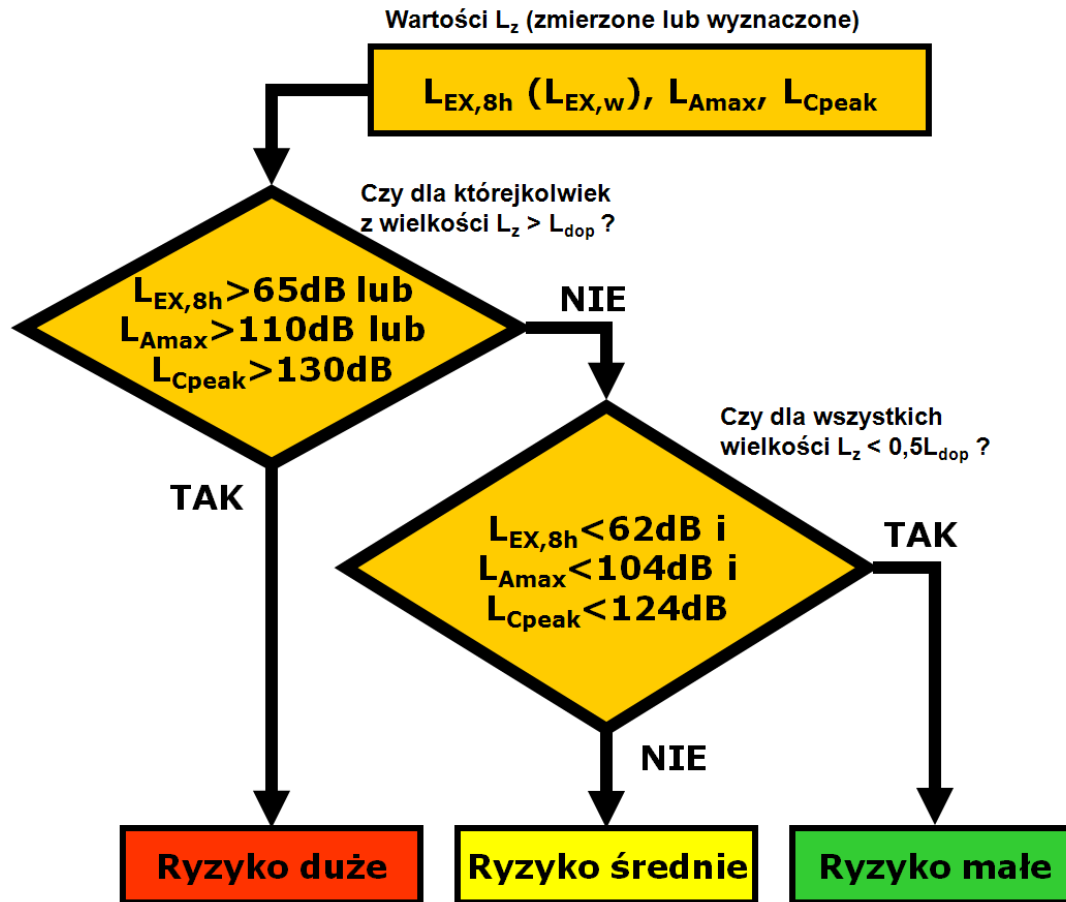 Wartości Lz (zmierzone lub wyznaczone)
LEX,8h (LEX,w), LAmax, LCpeak
Czy dla którejkolwiek
z wielkości Lz > Ldop ?
LEX,8h>65dB lub
LAmax>110dB lub
LCpeak>130dB
NIE
TAK
Czy dla wszystkich
wielkości Lz < 0,5Ldop ?
LEX,8h<62dB i
LAmax<104dB i
LCpeak<124dB
TAK
NIE
Ryzyko duże
Ryzyko średnie
Ryzyko małe